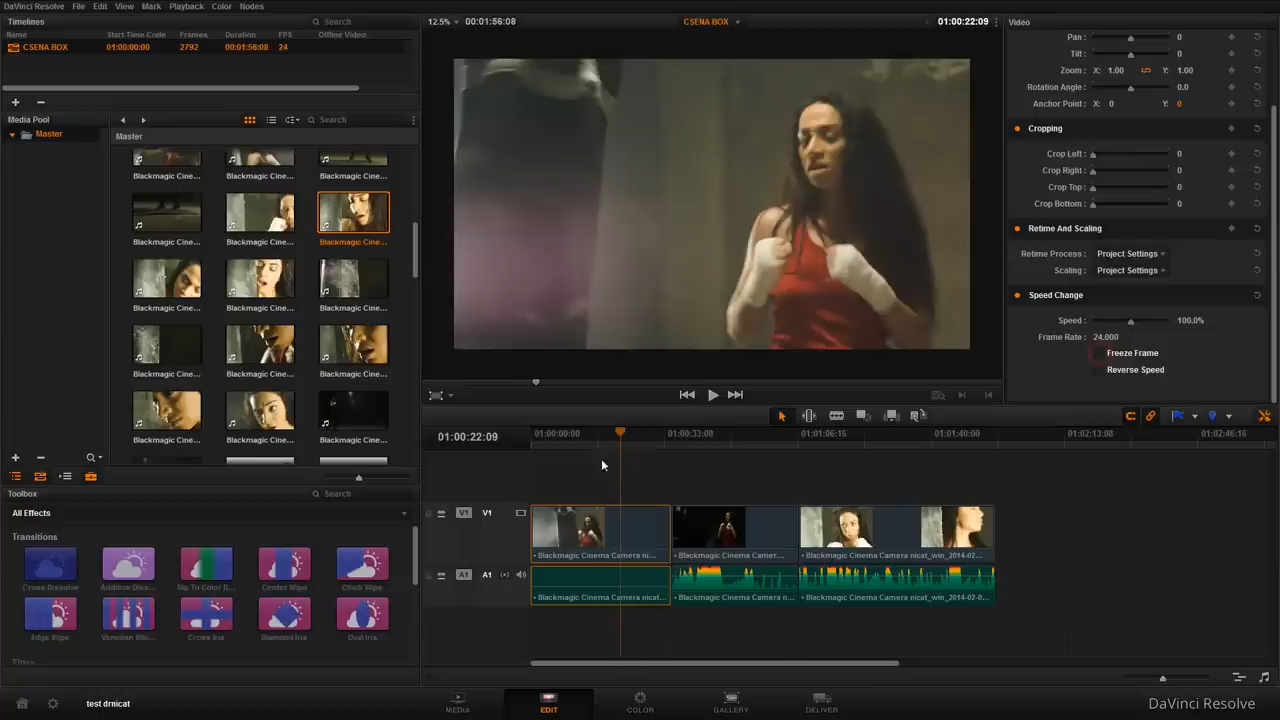 DaVinci Resolve File Edit View Mark Playback Color Nodes
Timelines Search
Name Start Time Code Frames Duration FPS Offline Video
CSENA BOX 01:00:00:00 2792 00:01:56:08 24
12.5% 00:01:56:08 CSENA BOX 01:00:22:09
Video
Pan : 0
Tilt : 0
Zoom : X: 1.00 Y: 1.00
Rotation Angle : 0.0
Anchor Point : X: 0 Y: 0
Cropping
Crop Left : 0
Crop Right : 0
Crop Top : 0
Crop Bottom : 0
Retime And Scaling
Retime Process : Project Settings
Scaling : Project Settings
Speed Change
Speed : 100.0%
Frame Rate : 24.000
Freeze Frame
Reverse Speed
Media Pool Search
Master Master
Blackmagic Cine... Blackmagic Cine... Blackmagic Cine...
Blackmagic Cine... Blackmagic Cine... Blackmagic Cine...
Blackmagic Cine... Blackmagic Cine... Blackmagic Cine...
Blackmagic Cine... Blackmagic Cine... Blackmagic Cine...
Blackmagic Cine... Blackmagic Cine... Blackmagic Cine...
Toolbox Search
All Effects
Transitions
Cross Dissolve Additive Diss... Dip To Color D... Center Wipe Clock Wipe
Edge Wipe Venetian Blin... Cross Iris Diamond Iris Oval Iris
Titles
01:00:22:09 01:00:00:00 01:00:33:08 01:01:06:16 01:01:40:00 01:02:13:08 01:02:46:16
V1 V1
• Blackmagic Cinema Camera ni... • Blackmagic Cinema Camer... • Blackmagic Cinema Camera nicat_win_2014-02...
A1 A1
• Blackmagic Cinema Camera nicat... • Blackmagic Cinema Camera n... • Blackmagic Cinema Camera nicat_win_2014-02-0...
test drnicat
MEDIA EDIT COLOR GALLERY DELIVER
DaVinci Resolve